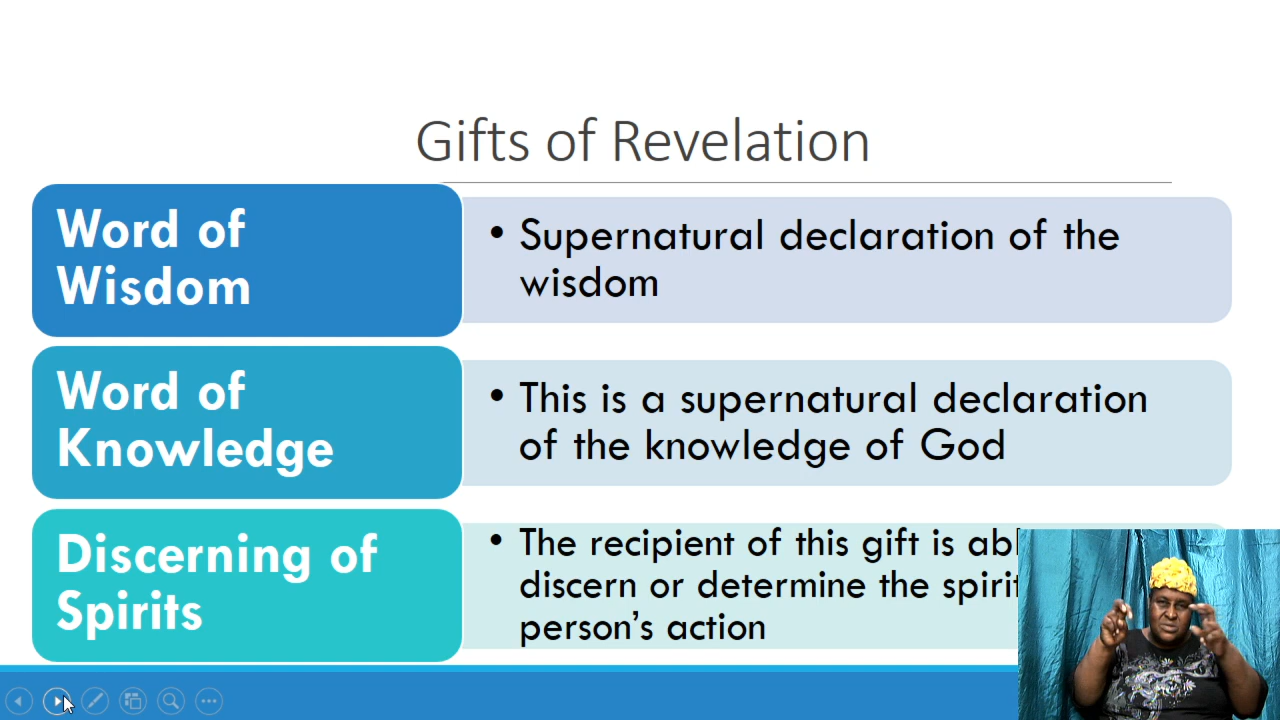 Gifts of Revelation
Word of
Wisdom
• Supernatural declaration of the
wisdom
Word of
Knowledge
• This is a supernatural declaration
of the knowledge of God
Discerning of
Spirits
• The recipient of this gift is
discern or determine the
person’s action